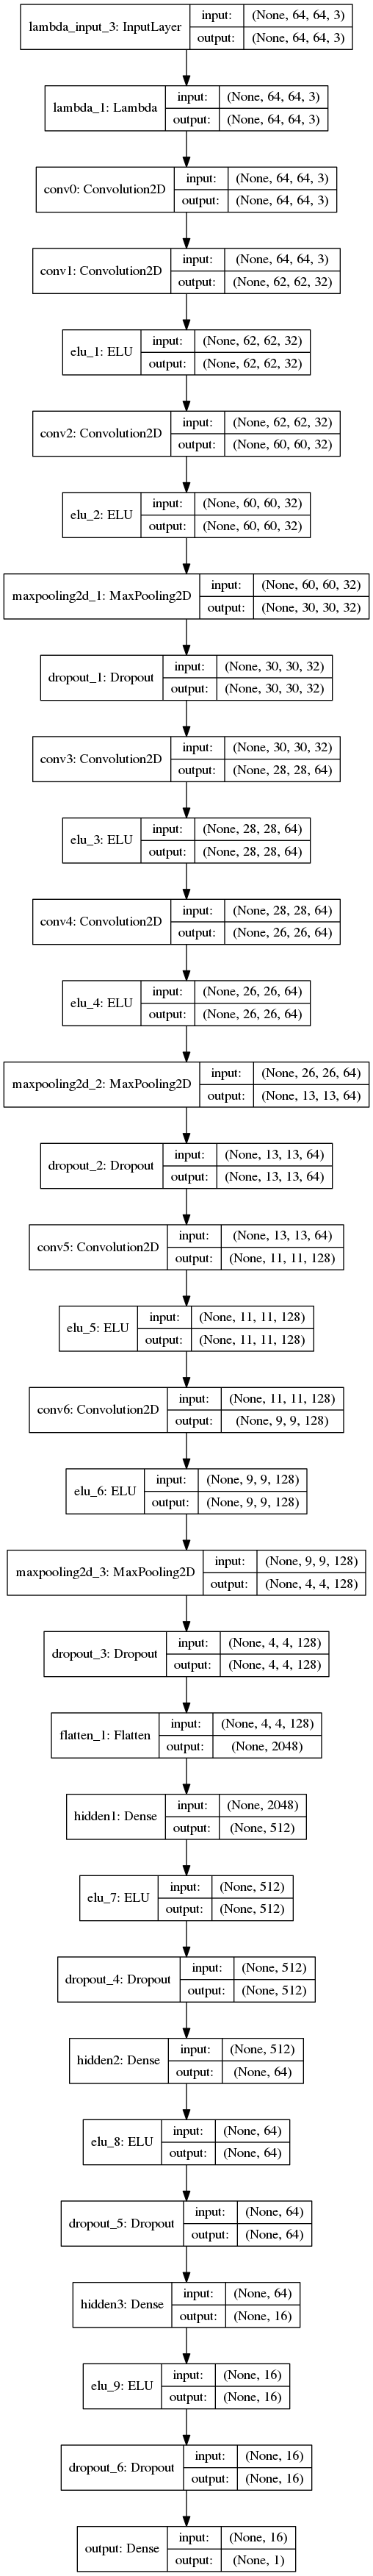 lambda_input_3: InputLayer
input: (None, 64, 64, 3)
output: (None, 64, 64, 3)
lambda_1: Lambda
input: (None, 64, 64, 3)
output: (None, 64, 64, 3)
conv0: Convolution2D
input: (None, 64, 64, 3)
output: (None, 64, 64, 3)
conv1: Convolution2D
input: (None, 64, 64, 3)
output: (None, 62, 62, 32)
elu_1: ELU
input: (None, 62, 62, 32)
output: (None, 62, 62, 32)
conv2: Convolution2D
input: (None, 62, 62, 32)
output: (None, 60, 60, 32)
elu_2: ELU
input: (None, 60, 60, 32)
output: (None, 60, 60, 32)
maxpooling2d_1: MaxPooling2D
input: (None, 60, 60, 32)
output: (None, 30, 30, 32)
dropout_1: Dropout
input: (None, 30, 30, 32)
output: (None, 30, 30, 32)
conv3: Convolution2D
input: (None, 30, 30, 32)
output: (None, 28, 28, 64)
elu_3: ELU
input: (None, 28, 28, 64)
output: (None, 28, 28, 64)
conv4: Convolution2D
input: (None, 28, 28, 64)
output: (None, 26, 26, 64)
elu_4: ELU
input: (None, 26, 26, 64)
output: (None, 26, 26, 64)
maxpooling2d_2: MaxPooling2D
input: (None, 26, 26, 64)
output: (None, 13, 13, 64)
dropout_2: Dropout
input: (None, 13, 13, 64)
output: (None, 13, 13, 64)
conv5: Convolution2D
input: (None, 13, 13, 64)
output: (None, 11, 11, 128)
elu_5: ELU
input: (None, 11, 11, 128)
output: (None, 11, 11, 128)
conv6: Convolution2D
input: (None, 11, 11, 128)
output: (None, 9, 9, 128)
elu_6: ELU
input: (None, 9, 9, 128)
output: (None, 9, 9, 128)
maxpooling2d_3: MaxPooling2D
input: (None, 9, 9, 128)
output: (None, 4, 4, 128)
dropout_3: Dropout
input: (None, 4, 4, 128)
output: (None, 4, 4, 128)
flatten_1: Flatten
input: (None, 4, 4, 128)
output: (None, 2048)
hidden1: Dense
input: (None, 2048)
output: (None, 512)
elu_7: ELU
input: (None, 512)
output: (None, 512)
dropout_4: Dropout
input: (None, 512)
output: (None, 512)
hidden2: Dense
input: (None, 512)
output: (None, 64)
elu_8: ELU
input: (None, 64)
output: (None, 64)
dropout_5: Dropout
input: (None, 64)
output: (None, 64)
hidden3: Dense
input: (None, 64)
output: (None, 16)
elu_9: ELU
input: (None, 16)
output: (None, 16)
dropout_6: Dropout
input: (None, 16)
output: (None, 16)
output: Dense
input: (None, 16)
output: (None, 1)